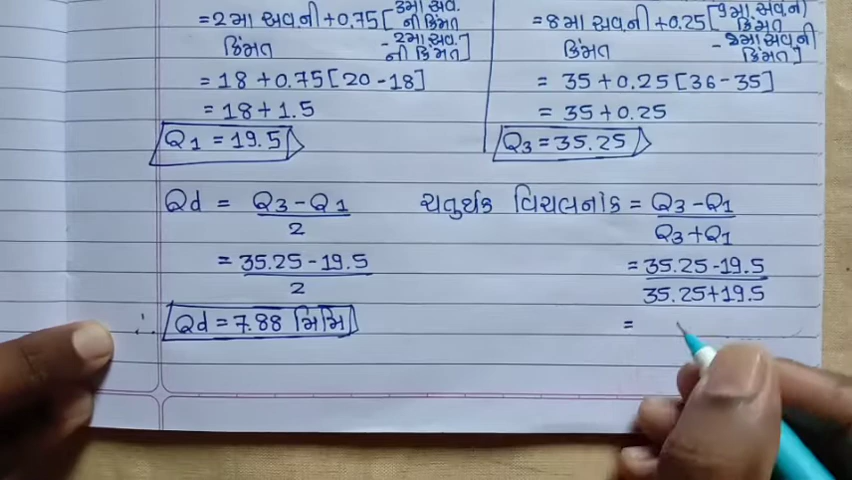 = 2મા અવ.ની + 0.75 [3મા અવ.
ની કિંમત
કિંમત - 2મા અવ.
ની કિંમત]
= 18 + 0.75 [20 - 18]
= 18 + 1.5
Q1 = 19.5
= 8મા અવ.ની + 0.25 [9મા અવ.ની
કિંમત
કિંમત - 8મા અવ.ની
કિંમત]
= 35 + 0.25 [36 - 35]
= 35 + 0.25
Q3 = 35.25
Qd = Q3 - Q1
2
= 35.25 - 19.5
2
∴ Qd = 7.88 મિમિ
ચતુર્થક વિચલનાંક = Q3 - Q1
Q3 + Q1
= 35.25 - 19.5
35.25 + 19.5
=